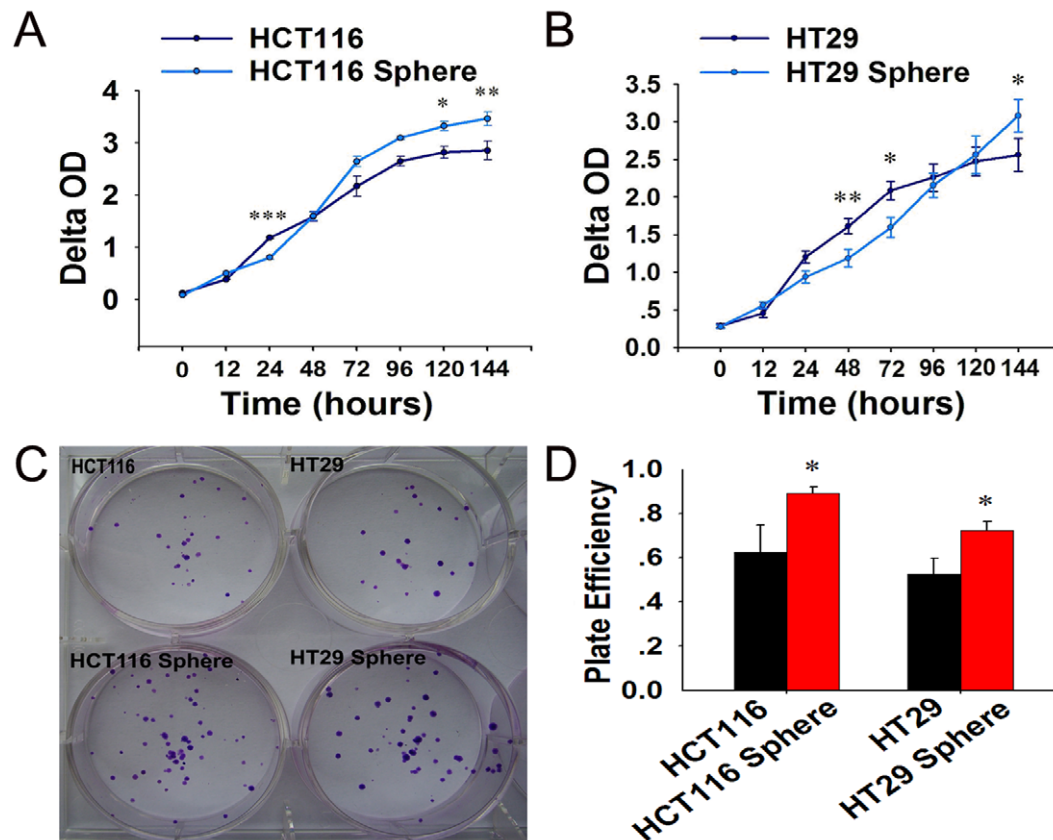 A
HCT116
HCT116 Sphere
Delta OD
4
3
2
1
0
***
*
**
0 12 24 48 72 96 120 144
Time (hours)
B
HT29
HT29 Sphere
Delta OD
3.5
3.0
2.5
2.0
1.5
1.0
.5
0.0
**
*
*
0 12 24 48 72 96 120 144
Time (hours)
C
HCT116
HT29
HCT116 Sphere
HT29 Sphere
D
Plate Efficiency
1.0
.8
.6
.4
.2
0.0
*
*
HCT116
HCT116 Sphere
HT29
HT29 Sphere